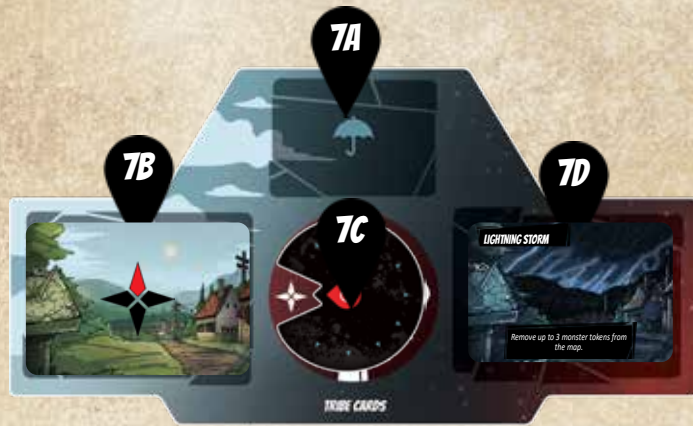 7A
7B
7C
7D
LIGHTNING STORM
Remove up to 3 monster tokens from
the map.
TRIBE CARDS